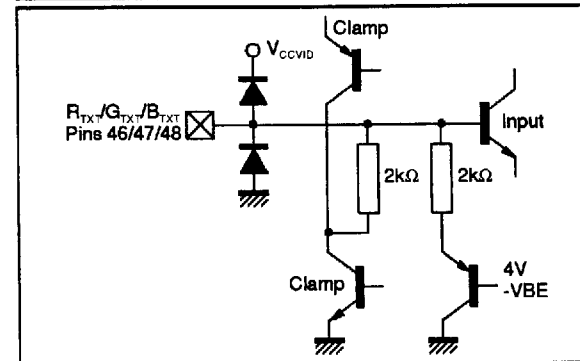 Clamp
V_CCVID
R_TXT/G_TXT/B_TXT
Pins 46/47/48
Input
2kΩ
2kΩ
Clamp
4V
-VBE